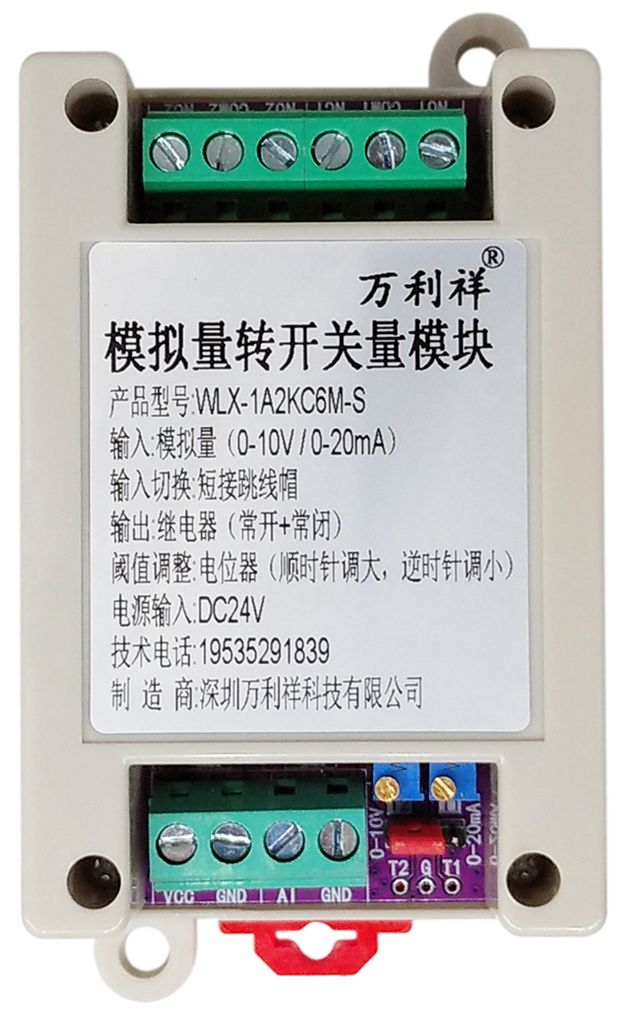 COM2
COM1
万利祥®
模拟量转开关量模块
产品型号:WLX-1A2KC6M-S
输入:模拟量（0-10V / 0-20mA）
输入切换:短接跳线帽
输出:继电器（常开+常闭）
阈值调整:电位器（顺时针调大，逆时针调小）
电源输入:DC24V
技术电话:19535291839
制 造 商:深圳万利祥科技有限公司
0-10V
0-20mA
T2 G T1
VCC GND AI GND